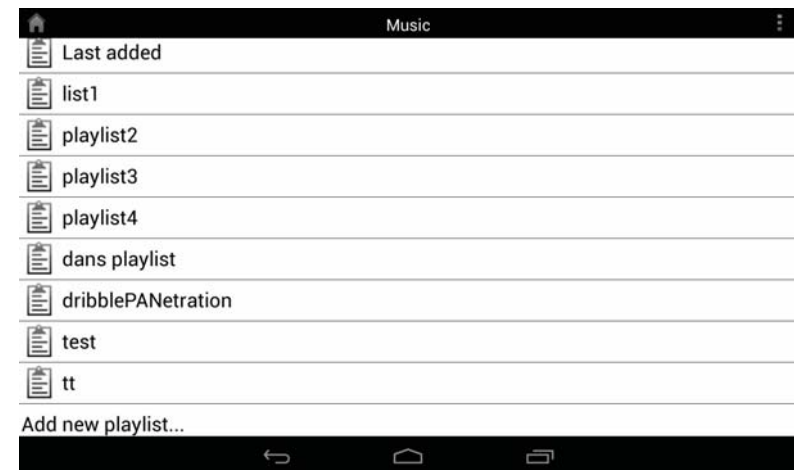 Music
Last added
list1
playlist2
playlist3
playlist4
dans playlist
dribblePANetration
test
tt
Add new playlist...